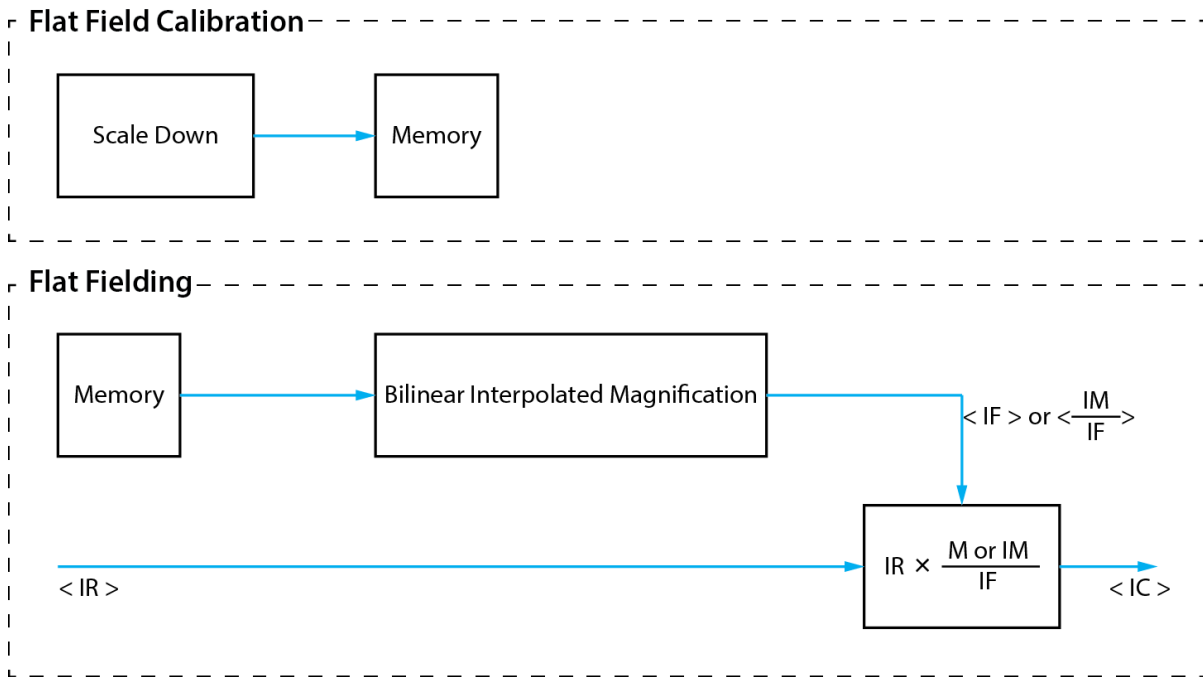 Flat Field Calibration
Scale Down
Memory
Flat Fielding
Memory
Bilinear Interpolated Magnification
< IF > or < IM / IF >
IR × M or IM / IF
< IR >
< IC >